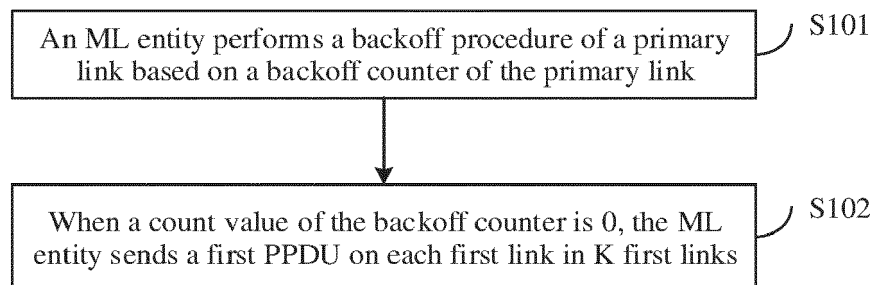 An ML entity performs a backoff procedure of a primary
link based on a backoff counter of the primary link
S101
When a count value of the backoff counter is 0, the ML
entity sends a first PPDU on each first link in K first links
S102